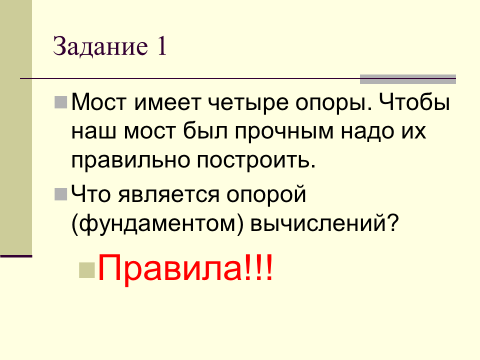 Задание 1
Мост имеет четыре опоры. Чтобы
наш мост был прочным надо их
правильно построить.
Что является опорой
(фундаментом) вычислений?
Правила!!!